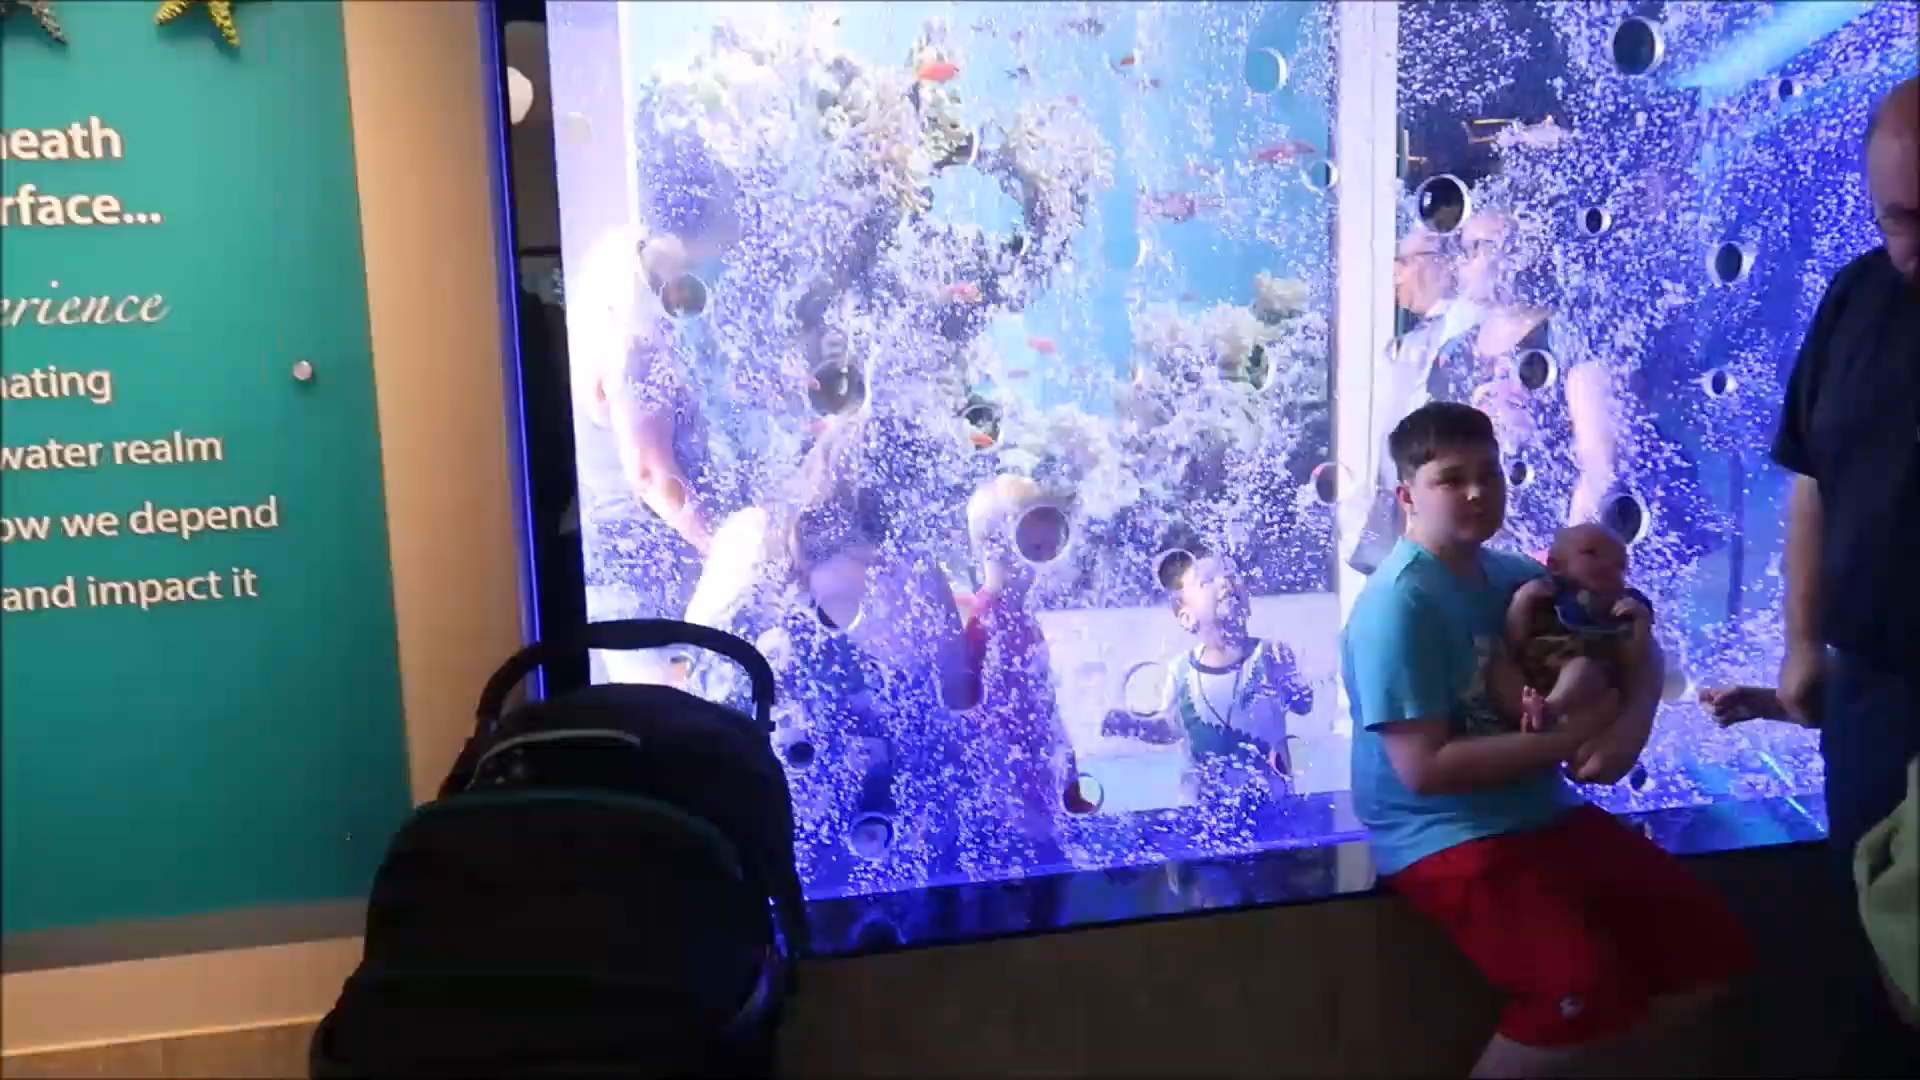 neath
rface...
erience
nating
water realm
ow we depend
and impact it